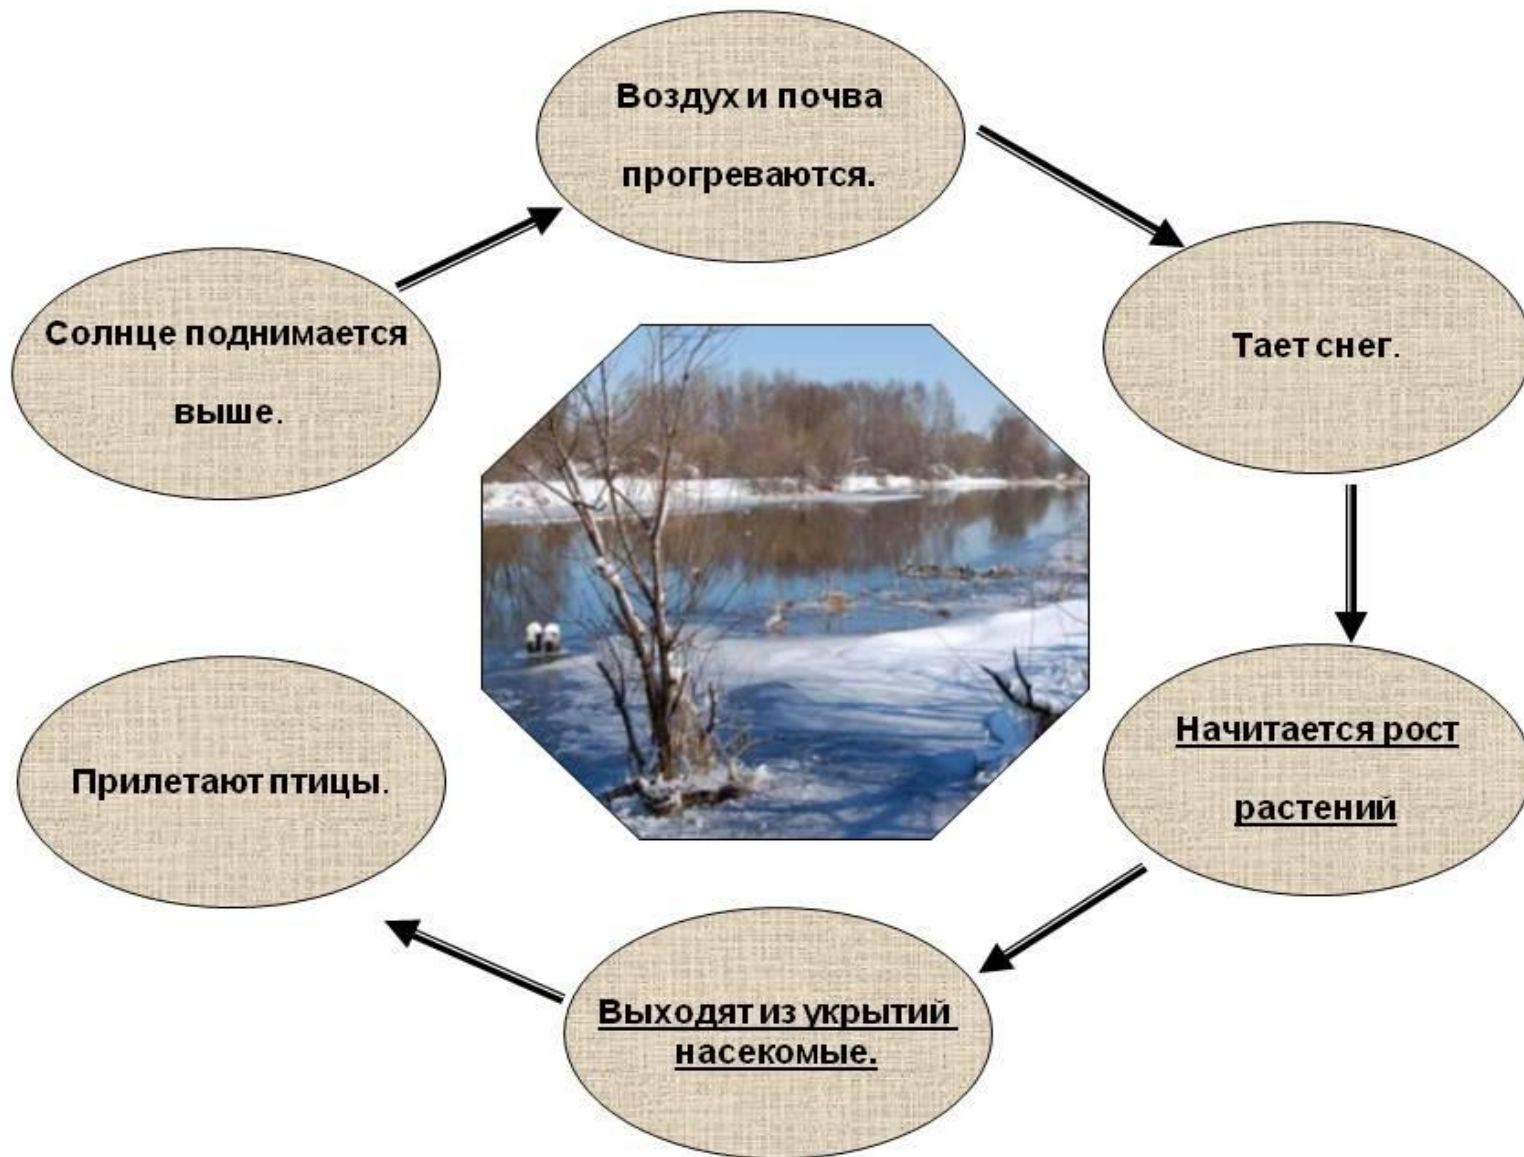 Солнце поднимается
выше.
Воздух и почва
прогреваются.
Тает снег.
Начитается рост
растений
Выходят из укрытий
насекомые.
Прилетают птицы.